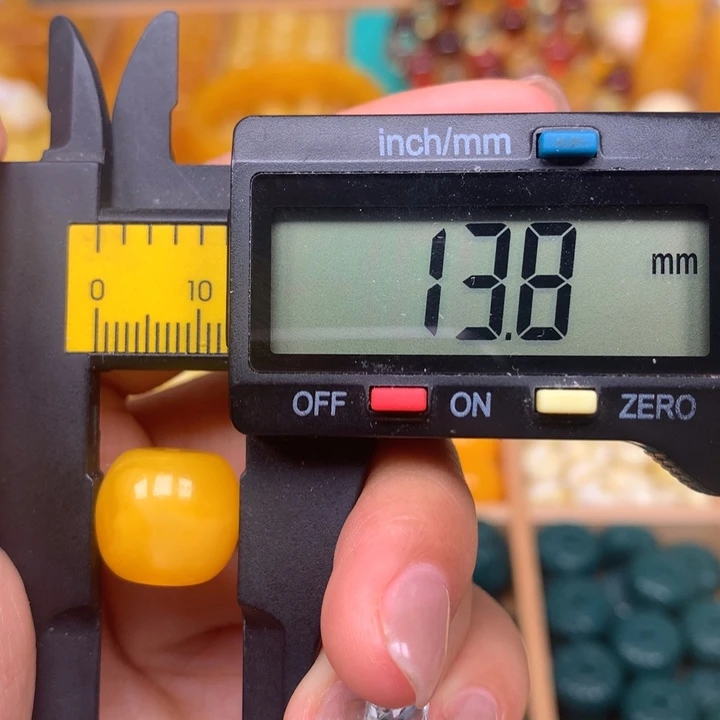 inch/mm
13.8 mm
0 10
OFF ON ZERO